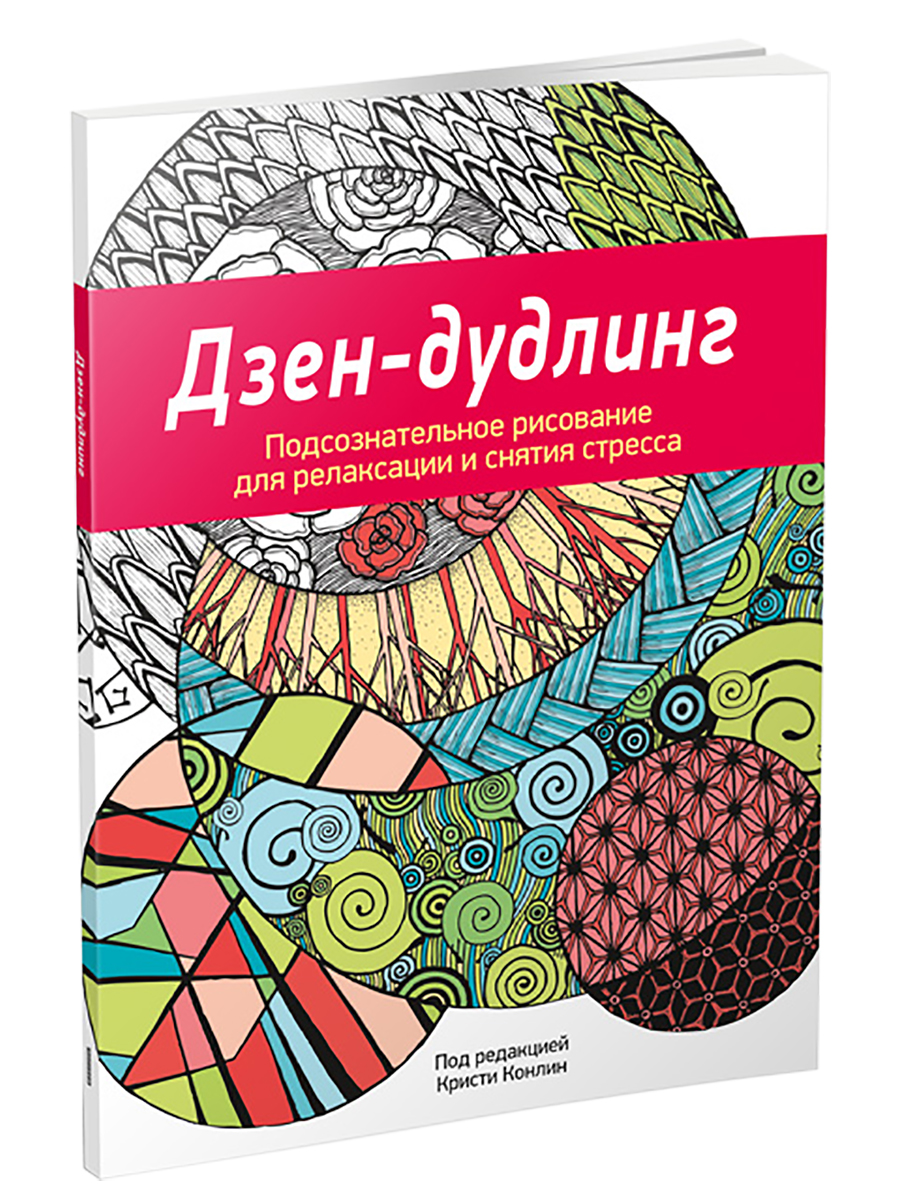 Дзен-дудлинг
Подсознательное рисование
для релаксации и снятия стресса
Дзен-дудлинг
Под редакцией
Кристи Конлин